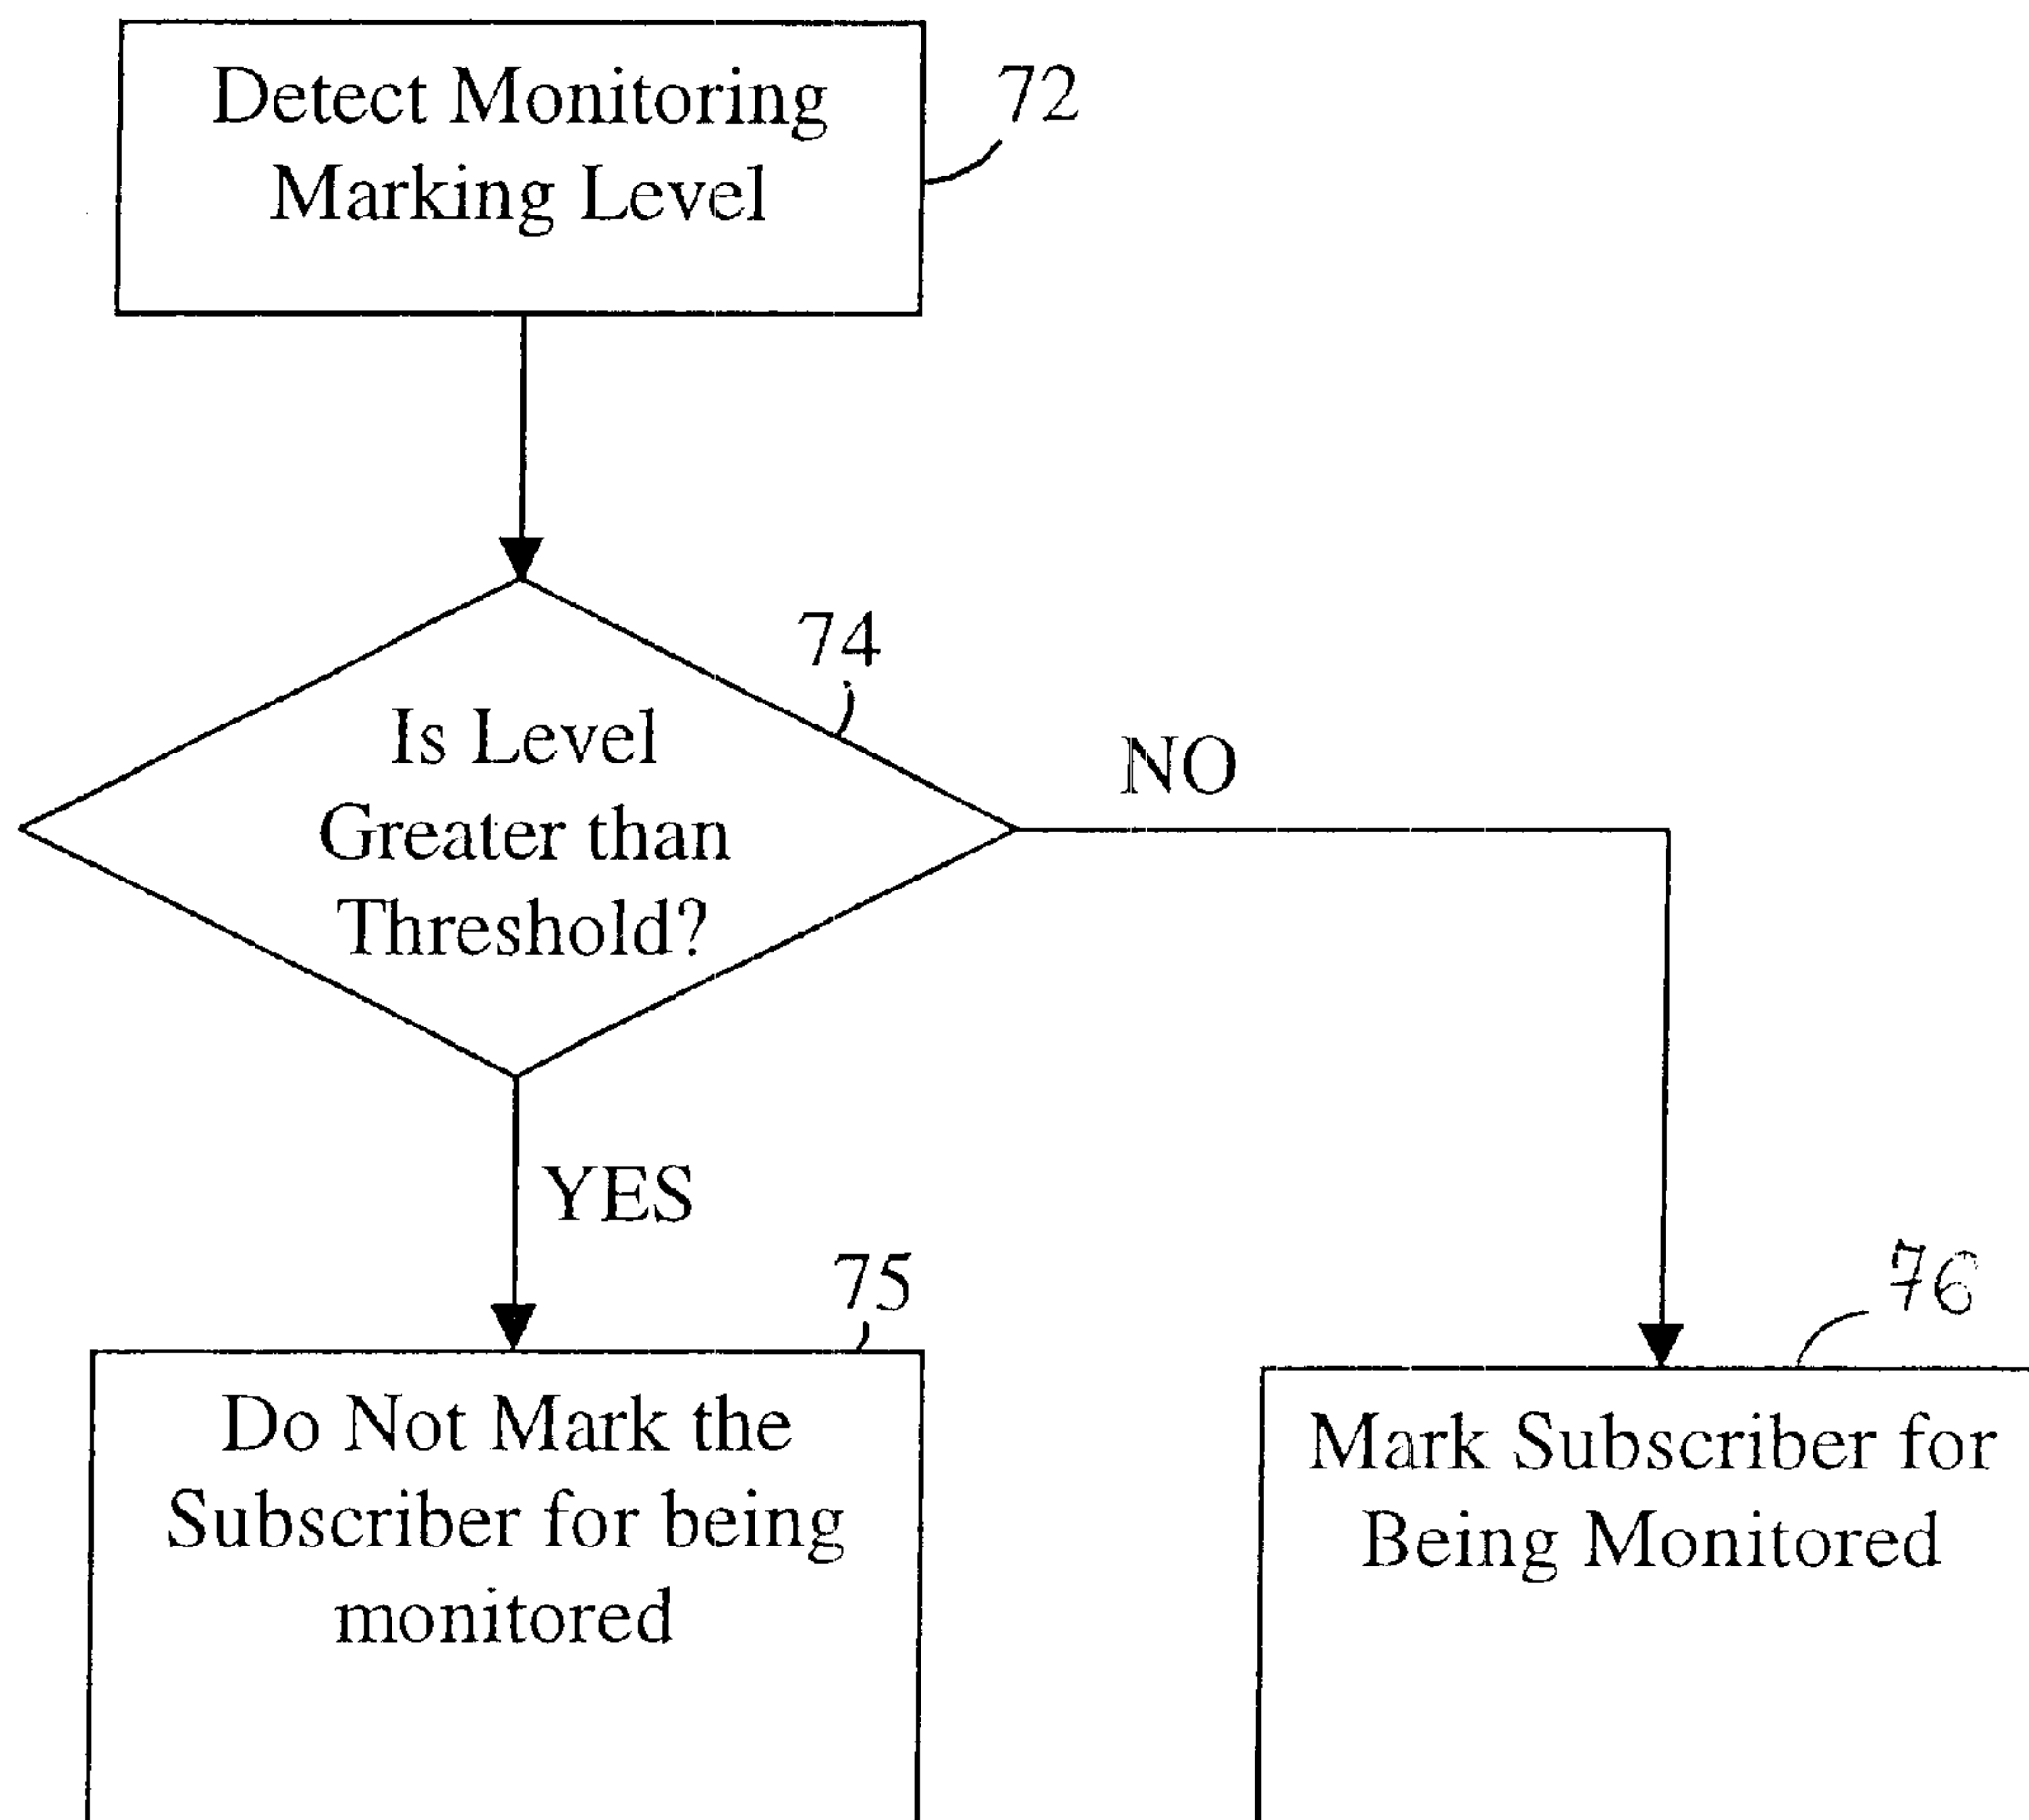 Detect Monitoring
Marking Level
72
74
Is Level
Greater than
Threshold?
NO
YES
75
Do Not Mark the
Subscriber for being
monitored
76
Mark Subscriber for
Being Monitored